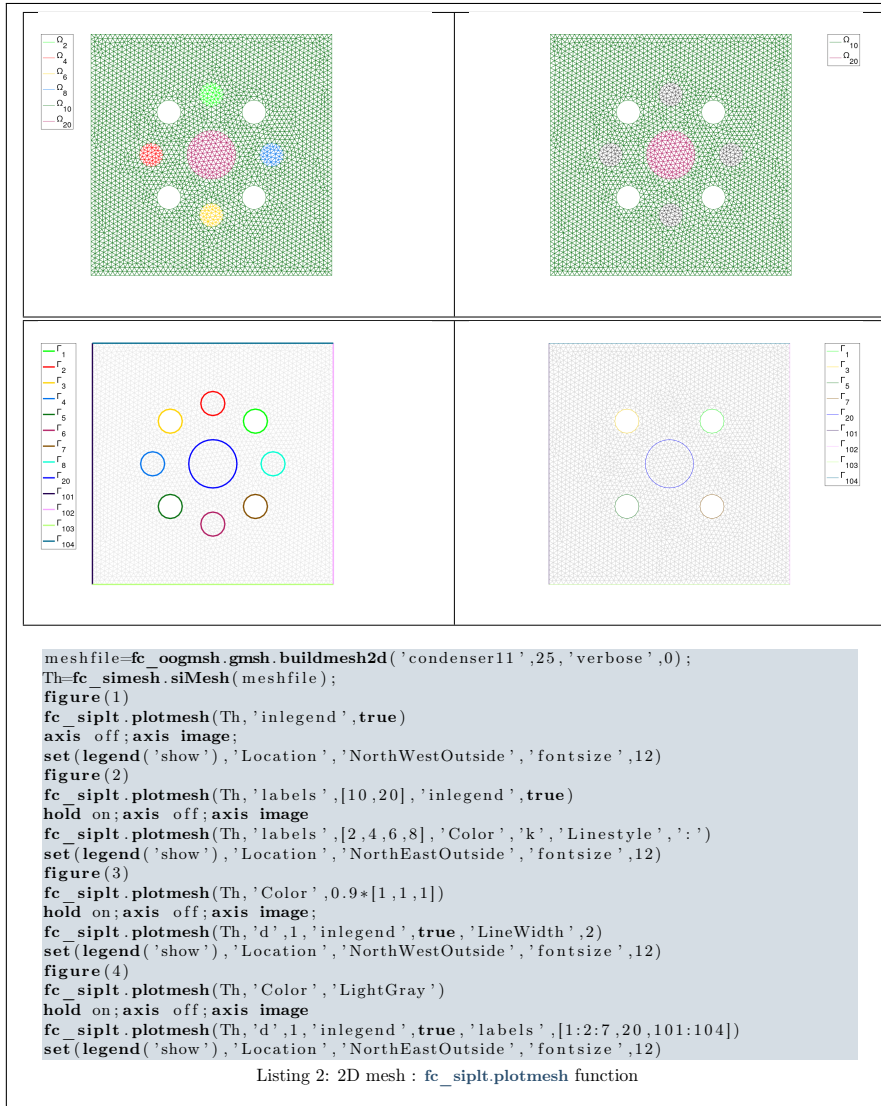 Ω2
Ω4
Ω6
Ω8
Ω10
Ω20
Ω10
Ω20
Γ1
Γ2
Γ3
Γ4
Γ5
Γ6
Γ7
Γ8
Γ20
Γ101
Γ102
Γ103
Γ104
Γ1
Γ3
Γ5
Γ7
Γ20
Γ101
Γ102
Γ103
Γ104
meshfile=fc_oogmsh.gmsh.buildmesh2d('condenser11',25,'verbose',0);
Th=fc_simesh.siMesh(meshfile);
figure(1)
fc_siplt.plotmesh(Th,'inlegend',true)
axis off;axis image;
set(legend('show'),'Location','NorthWestOutside','fontsize',12)
figure(2)
fc_siplt.plotmesh(Th,'labels',[10,20],'inlegend',true)
hold on;axis off;axis image
fc_siplt.plotmesh(Th,'labels',[2,4,6,8],'Color','k','Linestyle',':')
set(legend('show'),'Location','NorthEastOutside','fontsize',12)
figure(3)
fc_siplt.plotmesh(Th,'Color',0.9*[1,1,1])
hold on;axis off;axis image;
fc_siplt.plotmesh(Th,'d',1,'inlegend',true,'LineWidth',2)
set(legend('show'),'Location','NorthWestOutside','fontsize',12)
figure(4)
fc_siplt.plotmesh(Th,'Color','LightGray')
hold on;axis off;axis image
fc_siplt.plotmesh(Th,'d',1,'inlegend',true,'labels',[1:2:7,20,101:104])
set(legend('show'),'Location','NorthEastOutside','fontsize',12)
Listing 2: 2D mesh : fc_siplt.plotmesh function